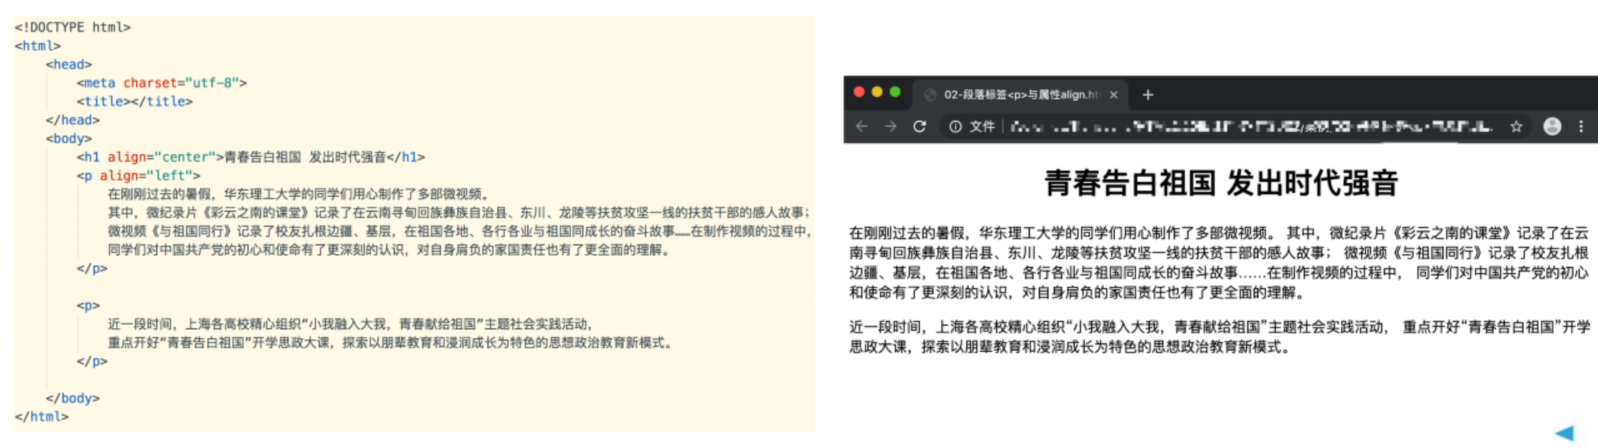 <!DOCTYPE html>
<html>
<head>
<meta charset="utf-8">
<title></title>
</head>
<body>
<h1 align="center">青春告白祖国 发出时代强音</h1>
<p align="left">
在刚刚过去的暑假，华东理工大学的同学们用心制作了多部微视频。
其中，微纪录片《彩云之南的课堂》记录了在云南寻甸回族彝族自治县、东川、龙陵等扶贫攻坚一线的扶贫干部的感人故事；
微视频《与祖国同行》记录了校友扎根边疆、基层，在祖国各地、各行各业与祖国同成长的奋斗故事……在制作视频的过程中，
同学们对中国共产党的初心和使命有了更深刻的认识，对自身肩负的家国责任也有了更全面的理解。
</p>
<p>
近一段时间，上海各高校精心组织“小我融入大我，青春献给祖国”主题社会实践活动，
重点开好“青春告白祖国”开学思政大课，探索以朋辈教育和浸润成长为特色的思想政治教育新模式。
</p>
</body>
</html>
02-段落标签<p>与属性align.ht
文件
青春告白祖国 发出时代强音
在刚刚过去的暑假，华东理工大学的同学们用心制作了多部微视频。 其中，微纪录片《彩云之南的课堂》记录了在云
南寻甸回族彝族自治县、东川、龙陵等扶贫攻坚一线的扶贫干部的感人故事； 微视频《与祖国同行》记录了校友扎根
边疆、基层，在祖国各地、各行各业与祖国同成长的奋斗故事……在制作视频的过程中， 同学们对中国共产党的初心
和使命有了更深刻的认识，对自身肩负的家国责任也有了更全面的理解。
近一段时间，上海各高校精心组织“小我融入大我，青春献给祖国”主题社会实践活动， 重点开好“青春告白祖国”开学
思政大课，探索以朋辈教育和浸润成长为特色的思想政治教育新模式。